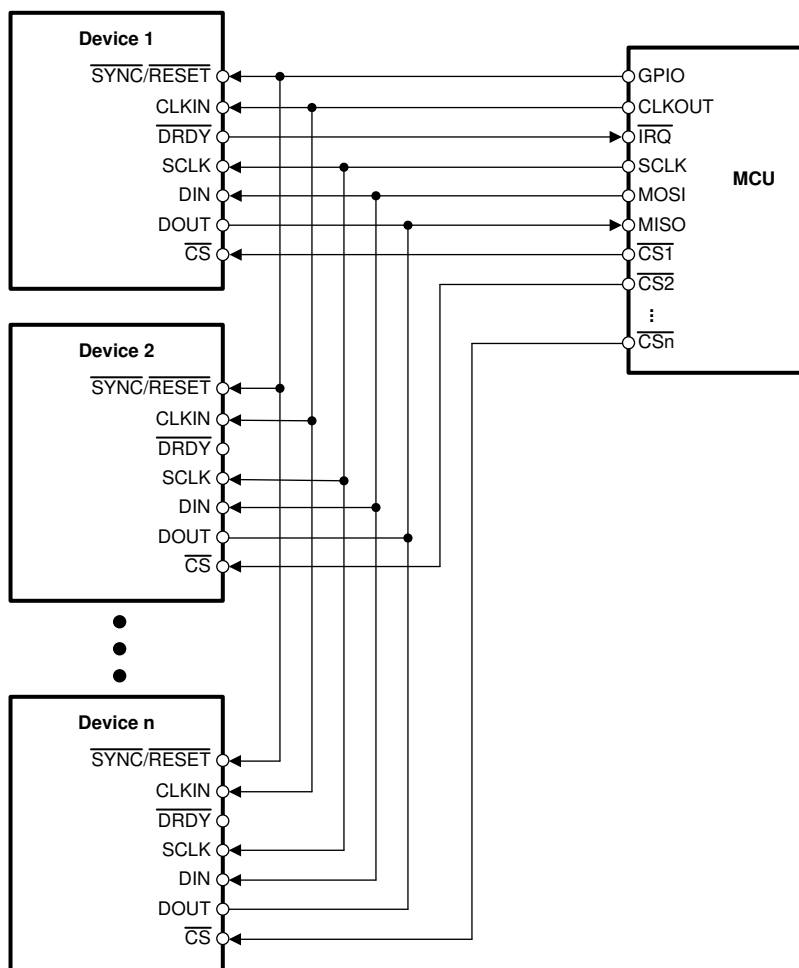 Device 1
SYNC/RESET
CLKIN
DRDY
SCLK
DIN
DOUT
CS
GPIO
CLKOUT
IRQ
SCLK
MOSI
MISO
CS1
CS2
⋮
CSn
MCU
Device 2
SYNC/RESET
CLKIN
DRDY
SCLK
DIN
DOUT
CS
Device n
SYNC/RESET
CLKIN
DRDY
SCLK
DIN
DOUT
CS